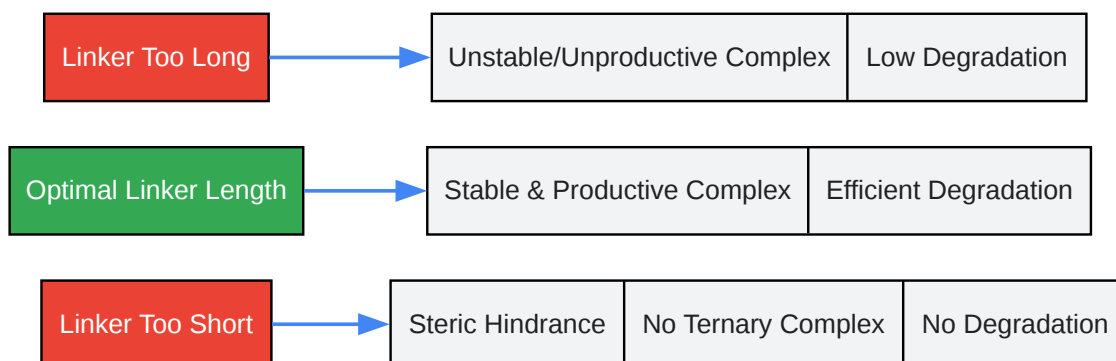 Linker Too Long
Unstable/Unproductive Complex
Low Degradation
Optimal Linker Length
Stable & Productive Complex
Efficient Degradation
Linker Too Short
Steric Hindrance
No Ternary Complex
No Degradation